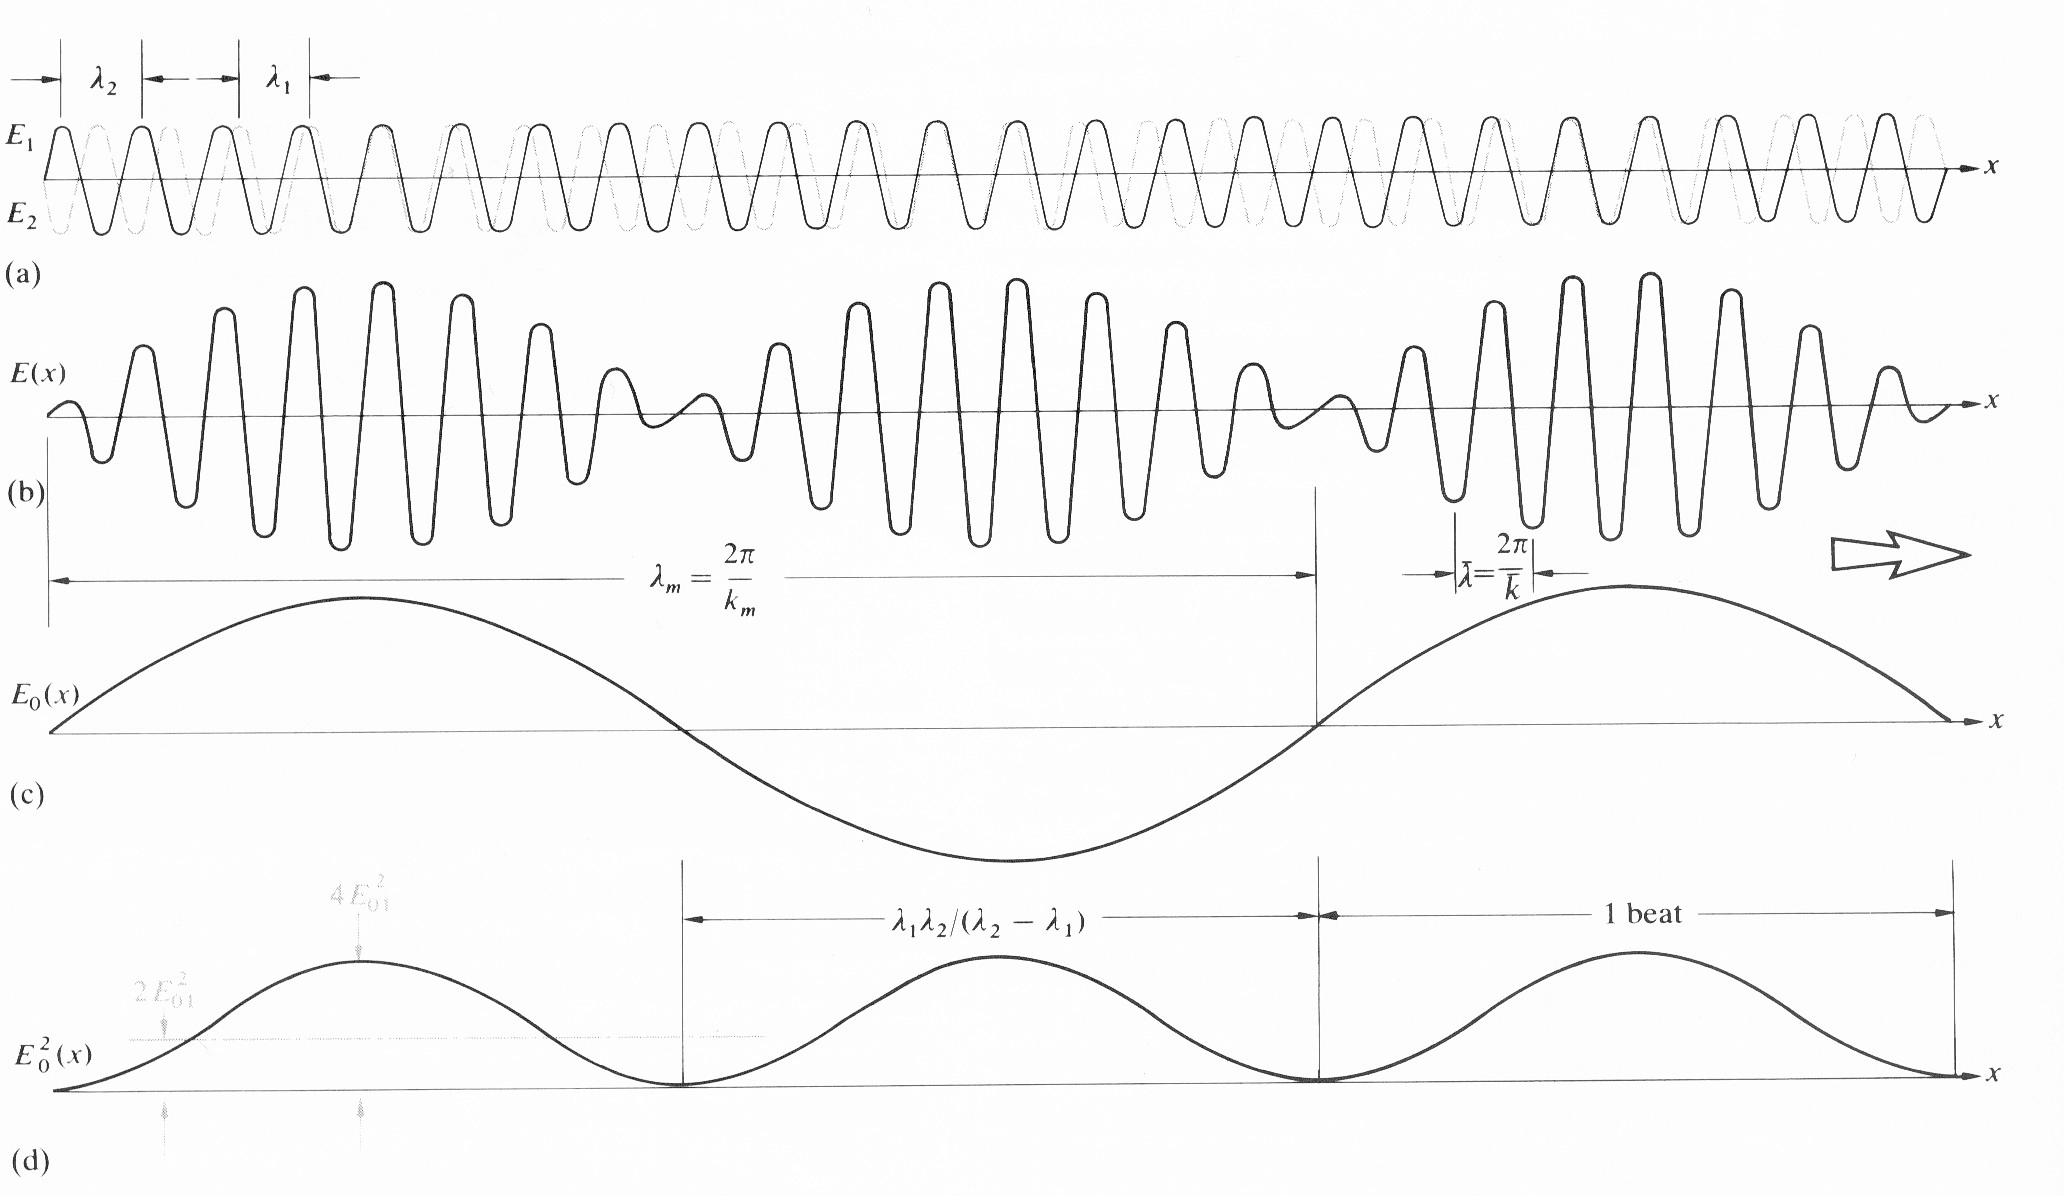 λ₂ λ₁
E₁
x
E₂
(a)
E(x)
x
(b)
λₘ = 2π/kₘ
λ̄ = 2π/k̄
E₀(x)
x
(c)
4E₀₁²
λ₁λ₂/(λ₂ − λ₁)
1 beat
2E₀₁²
E₀²(x)
x
(d)